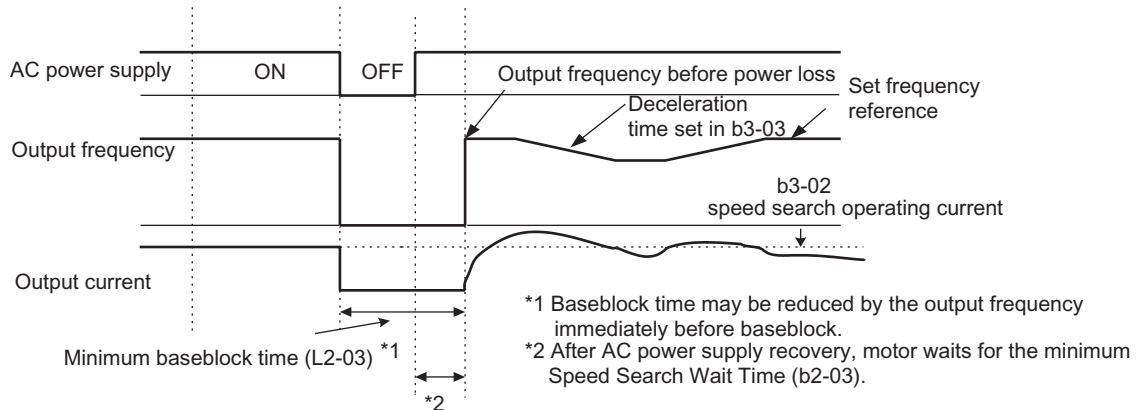 AC power supply
ON
OFF
Output frequency before power loss
Deceleration
time set in b3-03
Set frequency
reference
Output frequency
b3-02
speed search operating current
Output current
Minimum baseblock time (L2-03)
*1
*2
*1 Baseblock time may be reduced by the output frequency
immediately before baseblock.
*2 After AC power supply recovery, motor waits for the minimum
Speed Search Wait Time (b2-03).